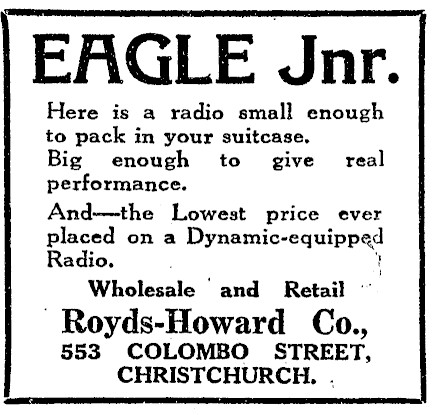 EAGLE Jnr.
Here is a radio small enough
to pack in your suitcase.
Big enough to give real
performance.
And—the Lowest price ever
placed on a Dynamic-equipped
Radio.
Wholesale and Retail
Royds-Howard Co.,
553 COLOMBO STREET,
CHRISTCHURCH.